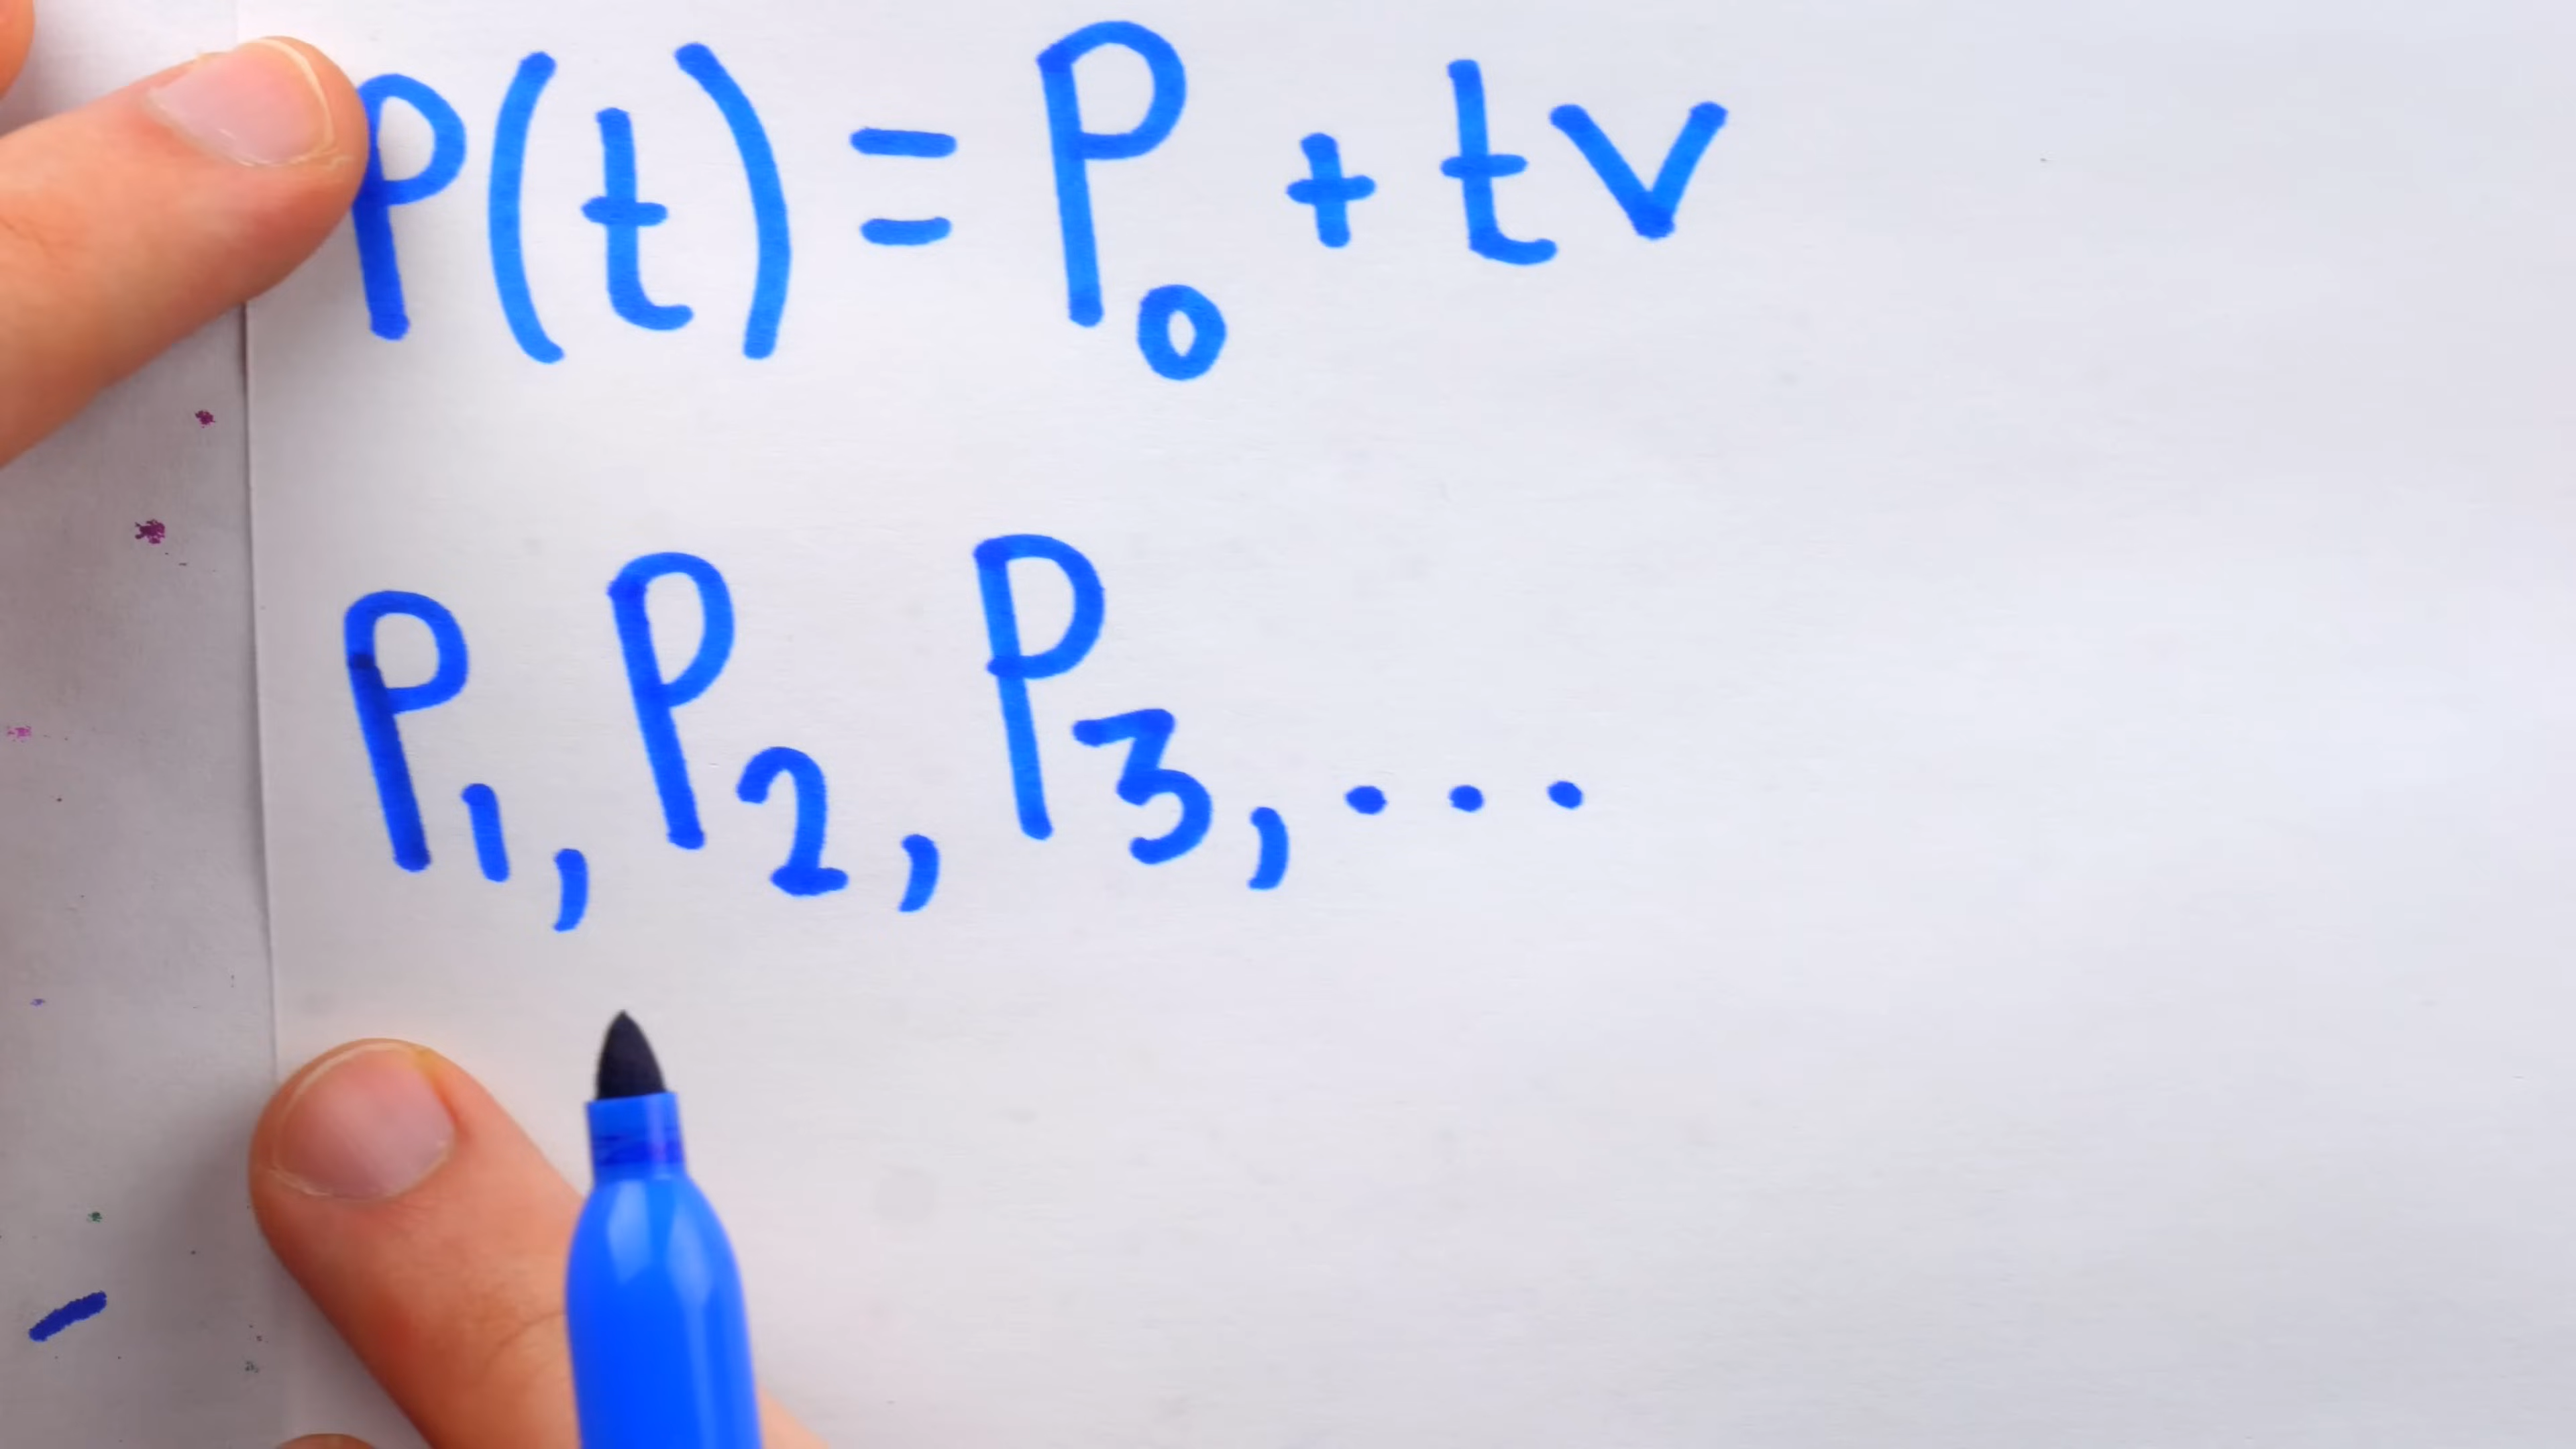 P(t) = P₀ + tv
P₁, P₂, P₃, ...